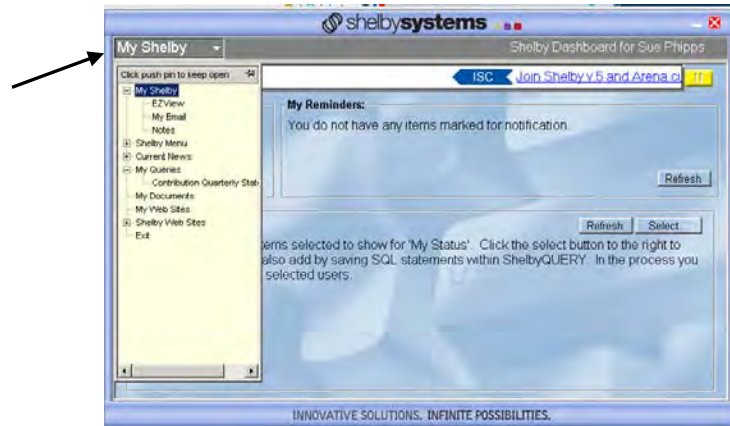 shelbysystems
My Shelby
Shelby Dashboard for Sue Phipps
Click push pin to keep open
ISC
Join Shelby v.5 and Arena
My Shelby
EZView
My Email
Notes
Shelby Menu
Current News
My Queries
Contribution Quarterly Stat
My Documents
My Web Sites
Shelby Web Sites
Exit
My Reminders:
You do not have any items marked for notification.
Refresh
Refresh
Select...
ems selected to show for 'My Status'. Click the select button to the right to
also add by saving SQL statements within ShelbyQUERY. In the process you
selected users.
INNOVATIVE SOLUTIONS. INFINITE POSSIBILITIES.